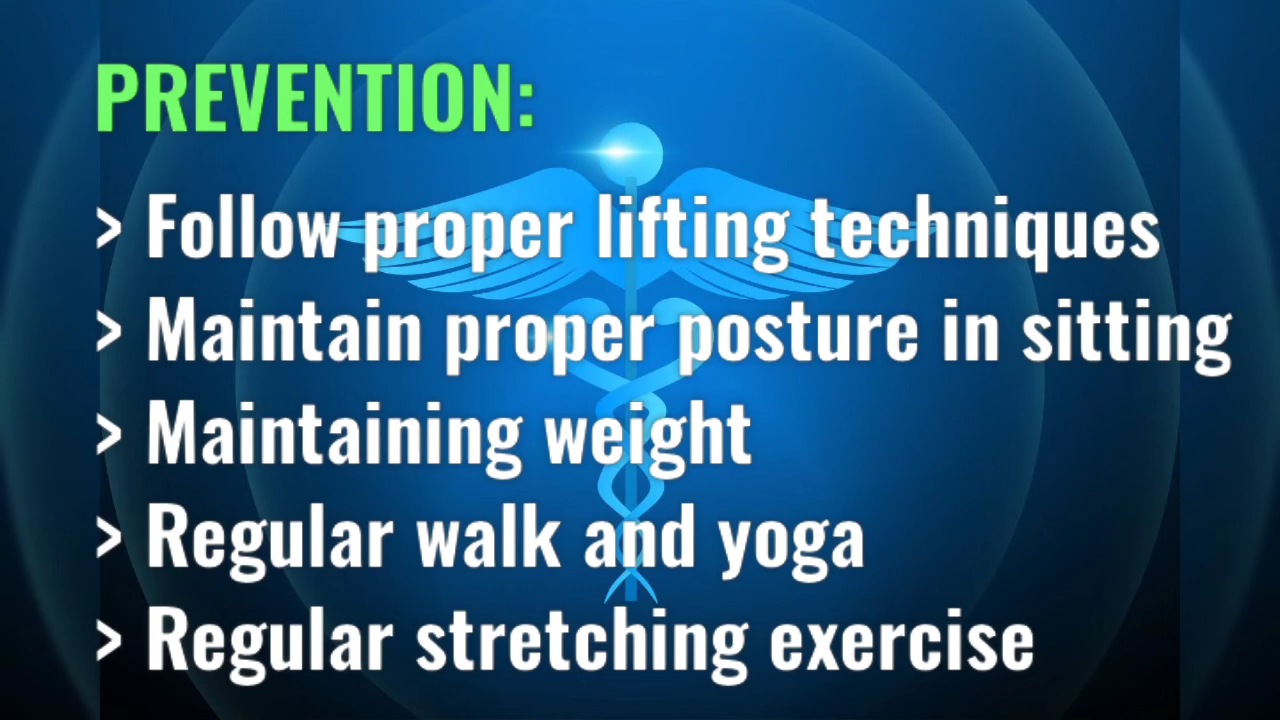 PREVENTION:
> Follow proper lifting techniques
> Maintain proper posture in sitting
> Maintaining weight
> Regular walk and yoga
> Regular stretching exercise